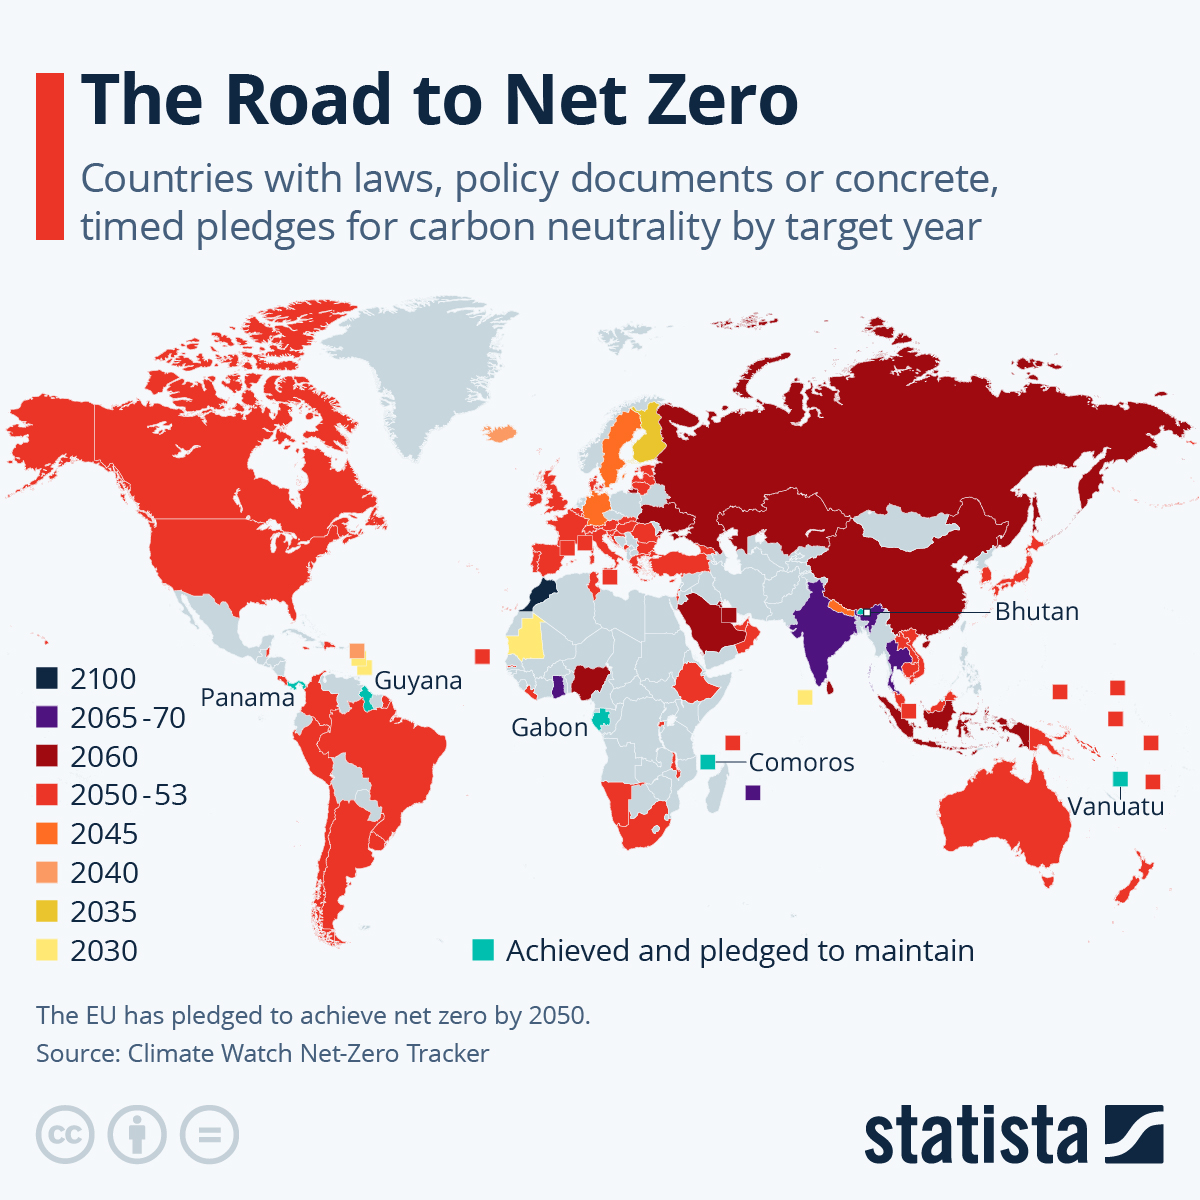 The Road to Net Zero
Countries with laws, policy documents or concrete,
timed pledges for carbon neutrality by target year
Bhutan
2100
Panama
Guyana
2065-70
Gabon
2060
Comoros
2050-53
Vanuatu
2045
2040
2035
2030
Achieved and pledged to maintain
The EU has pledged to achieve net zero by 2050.
Source: Climate Watch Net-Zero Tracker
cc
statista